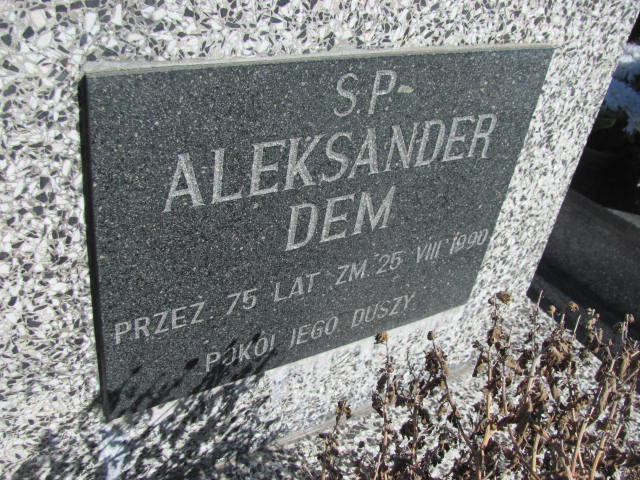 S.P-
ALEKSANDER
DEM
PRZEŻ. 75 LAT ZM. 25 VIII 1990
POKÓJ JEGO DUSZY